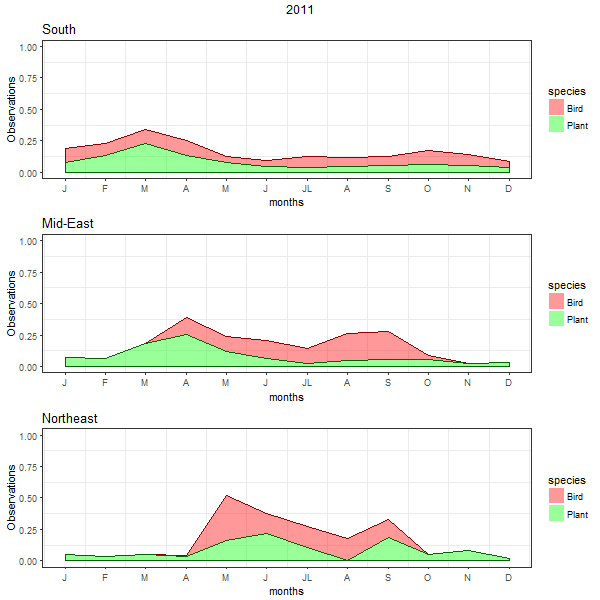 2011
South
Observations
1.00
0.75
0.50
0.25
0.00
J F M A M J JL A S O N D
months
species
Bird
Plant
Mid-East
Observations
1.00
0.75
0.50
0.25
0.00
J F M A M J JL A S O N D
months
species
Bird
Plant
Northeast
Observations
1.00
0.75
0.50
0.25
0.00
J F M A M J JL A S O N D
months
species
Bird
Plant